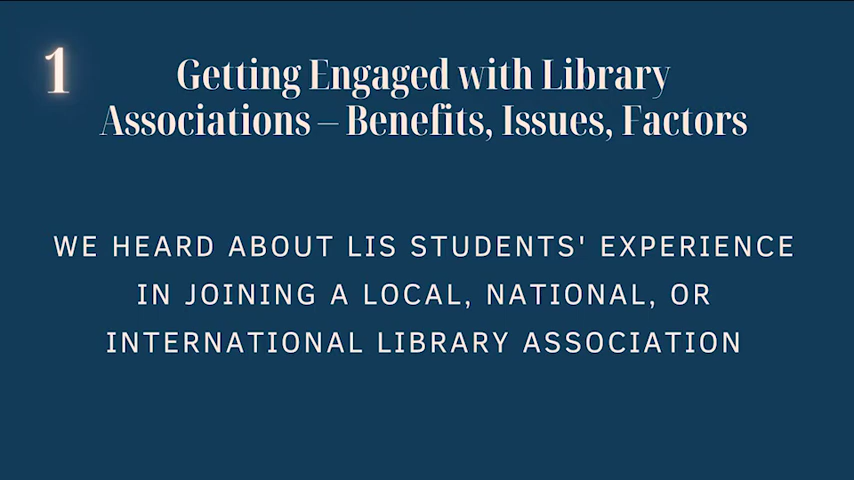 1
Getting Engaged with Library
Associations – Benefits, Issues, Factors
WE HEARD ABOUT LIS STUDENTS' EXPERIENCE
IN JOINING A LOCAL, NATIONAL, OR
INTERNATIONAL LIBRARY ASSOCIATION